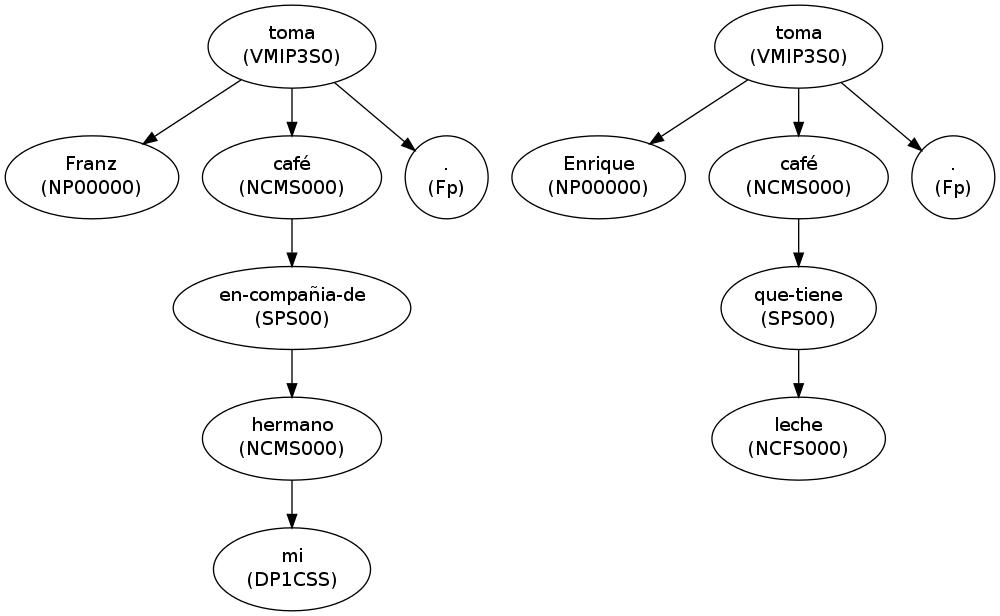 toma
(VMIP3S0)
toma
(VMIP3S0)
Franz
(NP00000)
café
(NCMS000)
.
(Fp)
Enrique
(NP00000)
café
(NCMS000)
.
(Fp)
en-compañia-de
(SPS00)
que-tiene
(SPS00)
hermano
(NCMS000)
leche
(NCFS000)
mi
(DP1CSS)